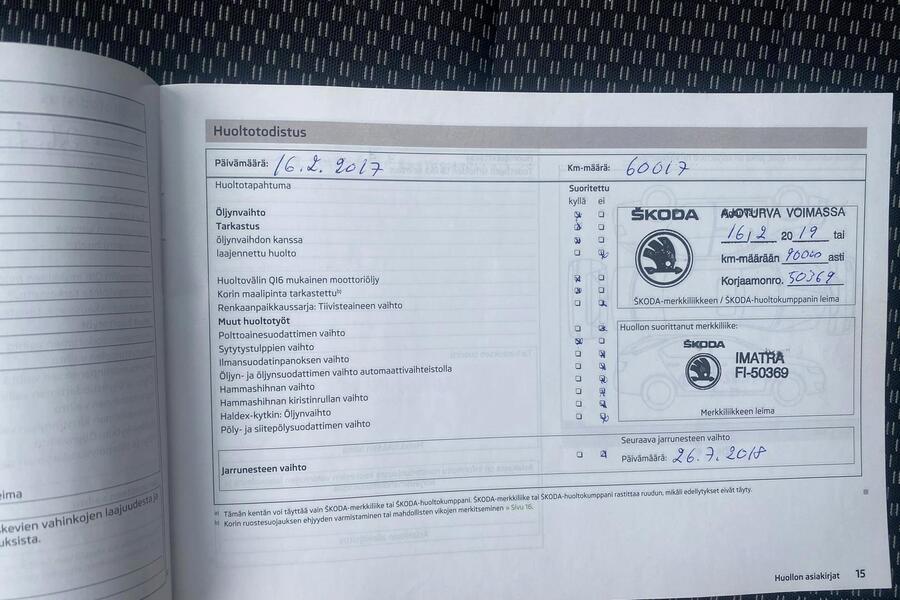 Huoltotodistus
Päivämäärä: 16.2.2017 Km-määrä: 60017
Huoltotapahtuma Suoritettu
kyllä ei
Öljynvaihto
Tarkastus
öljynvaihdon kanssa
laajennettu huolto
Huoltovälin QI6 mukainen moottoriöljy
Korin maalipinta tarkastettu b)
Renkaanpaikkaussarja: Tiivisteaineen vaihto
Muut huoltotyöt
Polttoainesuodattimen vaihto
Sytytystulppien vaihto
Ilmansuodatinpanoksen vaihto
Öljyn- ja öljynsuodattimen vaihto automaattivaihteistolla
Hammashihnan vaihto
Hammashihnan kiristinrullan vaihto
Haldex-kytkin: Öljynvaihto
Pöly- ja siitepölysuodattimen vaihto
ŠKODA AJOTURVA VOIMASSA
16/2 2019 tai
km-määrään 90000 asti
Korjaamonro. 50369
ŠKODA-merkkiliikkeen / ŠKODA-huoltokumppanin leima
Huollon suorittanut merkkiliike:
ŠKODA
IMATRA
FI-50369
Merkkiliikkeen leima
Jarrunesteen vaihto
Seuraava jarrunesteen vaihto
Päivämäärä: 26.7.2018
a) Tämän kentän voi täyttää vain ŠKODA-merkkiliike tai ŠKODA-huoltokumppani. ŠKODA-merkkiliike tai ŠKODA-huoltokumppani rastittaa ruudun, mikäli edellytykset eivät täyty.
b) Korin ruostesuojauksen ehjyyden varmistaminen tai mahdollisten vikojen merkitseminen » Sivu 16.
Huollon asiakirjat 15
eima
skevien vahinkojen laajuudesta ja
uksista.